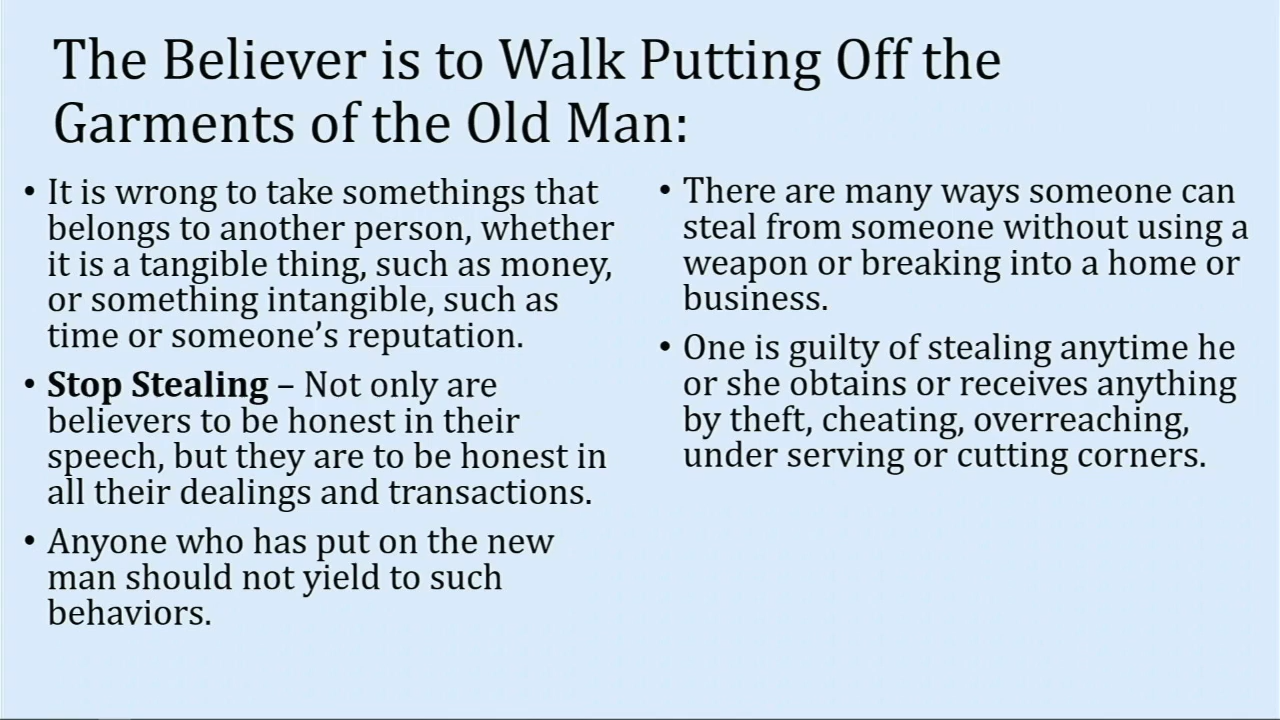 The Believer is to Walk Putting Off the
Garments of the Old Man:
• It is wrong to take somethings that
belongs to another person, whether
it is a tangible thing, such as money,
or something intangible, such as
time or someone’s reputation.
• Stop Stealing – Not only are
believers to be honest in their
speech, but they are to be honest in
all their dealings and transactions.
• Anyone who has put on the new
man should not yield to such
behaviors.
• There are many ways someone can
steal from someone without using a
weapon or breaking into a home or
business.
• One is guilty of stealing anytime he
or she obtains or receives anything
by theft, cheating, overreaching,
under serving or cutting corners.